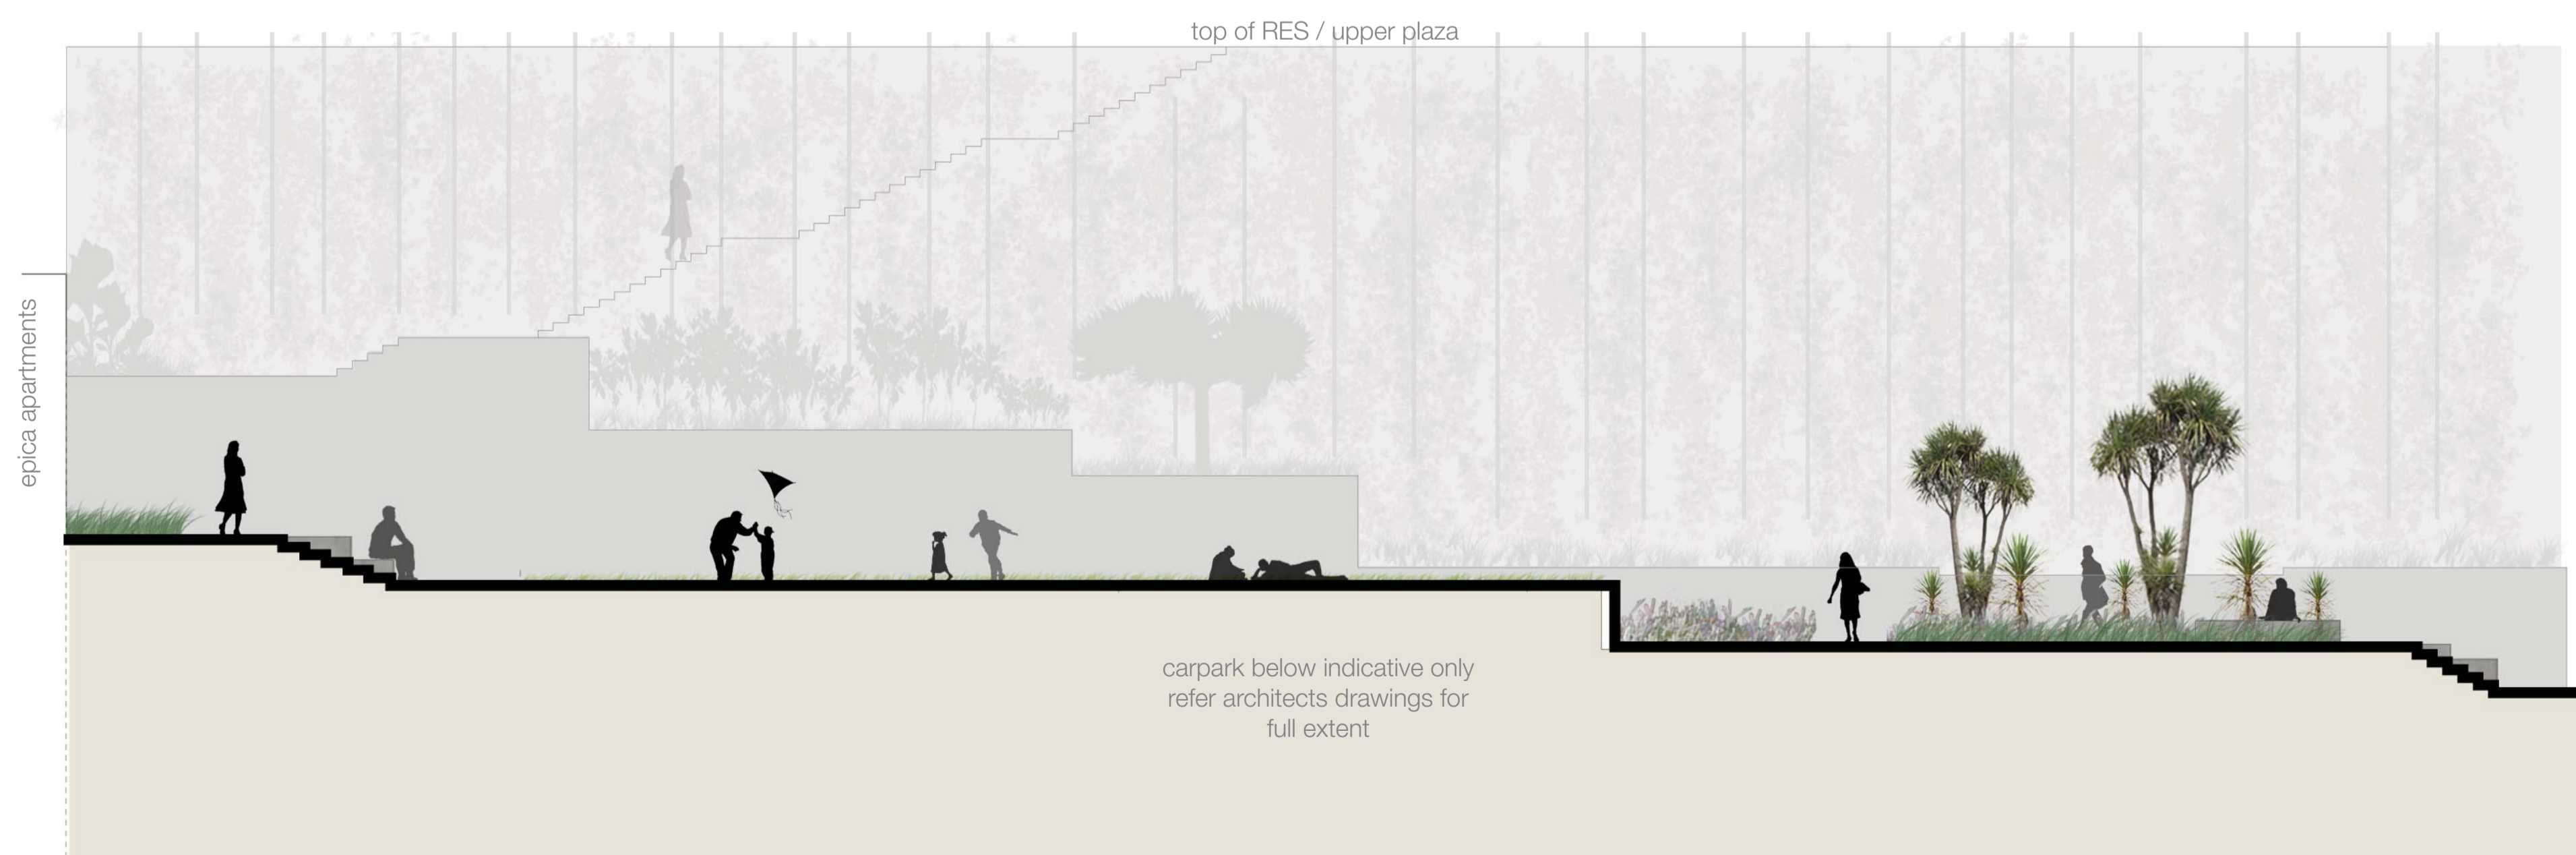 top of RES / upper plaza
epica apartments
carpark below indicative only
refer architects drawings for
full extent